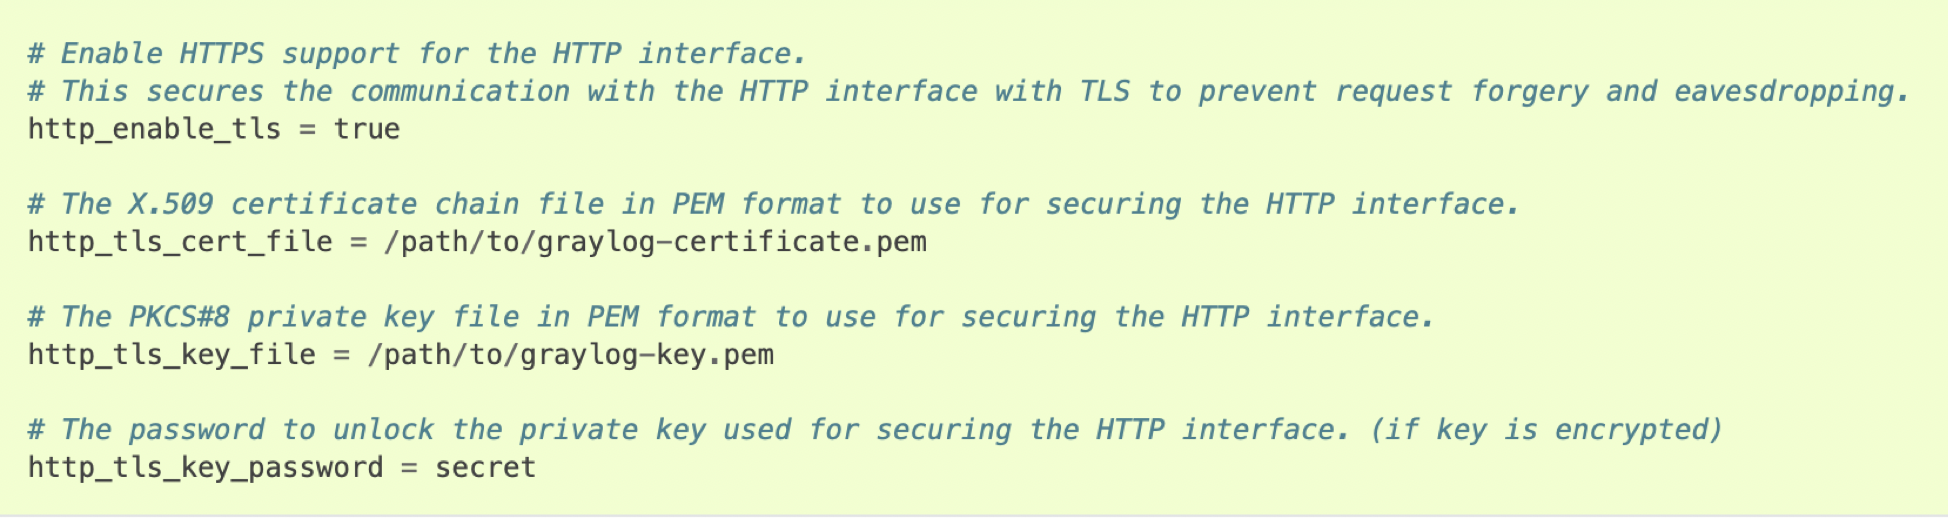 # Enable HTTPS support for the HTTP interface.
# This secures the communication with the HTTP interface with TLS to prevent request forgery and eavesdropping.
http_enable_tls = true
# The X.509 certificate chain file in PEM format to use for securing the HTTP interface.
http_tls_cert_file = /path/to/graylog-certificate.pem
# The PKCS#8 private key file in PEM format to use for securing the HTTP interface.
http_tls_key_file = /path/to/graylog-key.pem
# The password to unlock the private key used for securing the HTTP interface. (if key is encrypted)
http_tls_key_password = secret